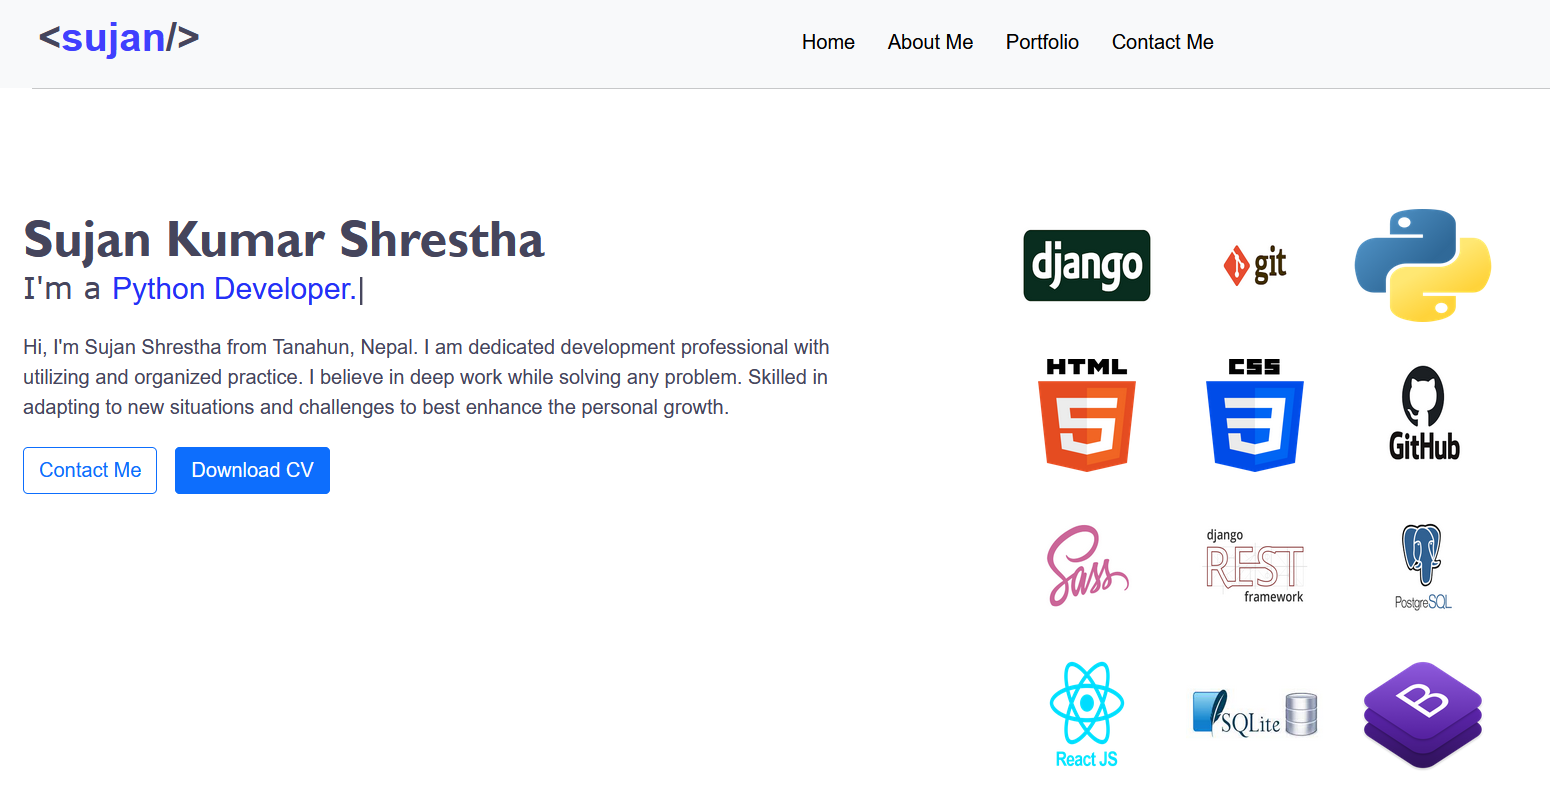 <sujan/>
Home About Me Portfolio Contact Me
Sujan Kumar Shrestha
I'm a Python Developer.|
Hi, I'm Sujan Shrestha from Tanahun, Nepal. I am dedicated development professional with
utilizing and organized practice. I believe in deep work while solving any problem. Skilled in
adapting to new situations and challenges to best enhance the personal growth.
Contact Me Download CV
django git
HTML CSS
5 3 GitHub
Sass django REST framework PostgreSQL
React JS SQLite B